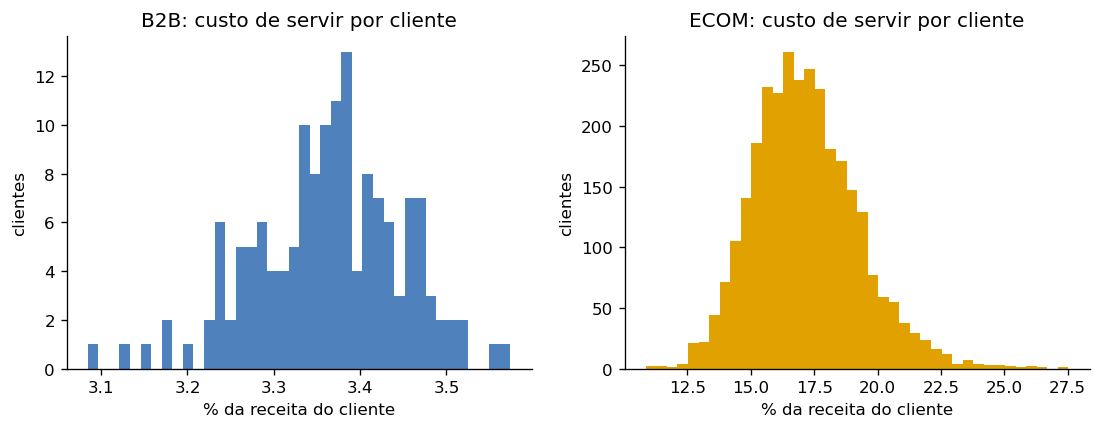 B2B: custo de servir por cliente
clientes
12
10
8
6
4
2
0
3.1 3.2 3.3 3.4 3.5
% da receita do cliente
ECOM: custo de servir por cliente
clientes
250
200
150
100
50
0
12.5 15.0 17.5 20.0 22.5 25.0 27.5
% da receita do cliente